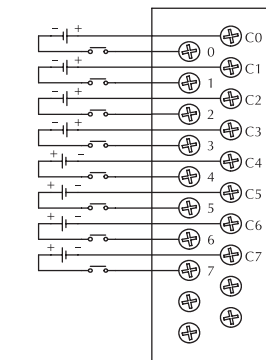 - + C0
0
- + C1
1
- + C2
2
- + C3
3
+ - C4
4
+ - C5
5
+ - C6
6
+ - C7
7